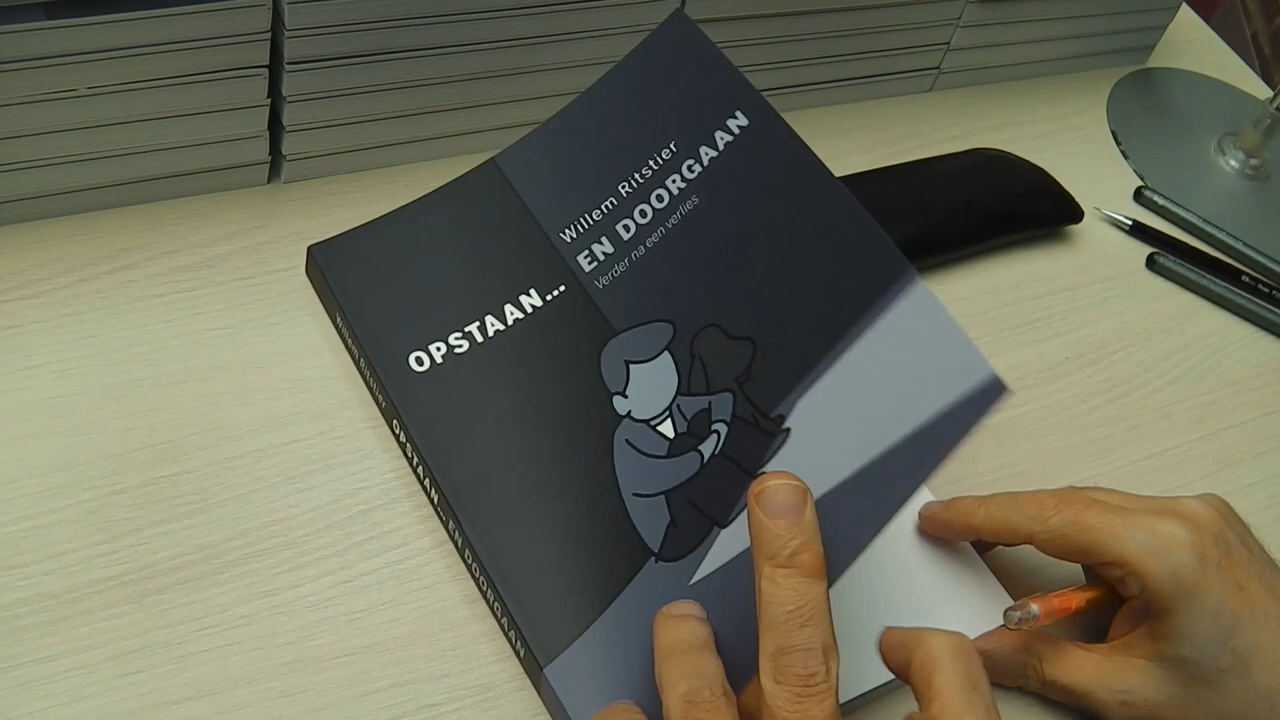 Willem Ritstier
OPSTAAN...
EN DOORGAAN
Verder na een verlies
Willem Ritstier OPSTAAN... EN DOORGAAN